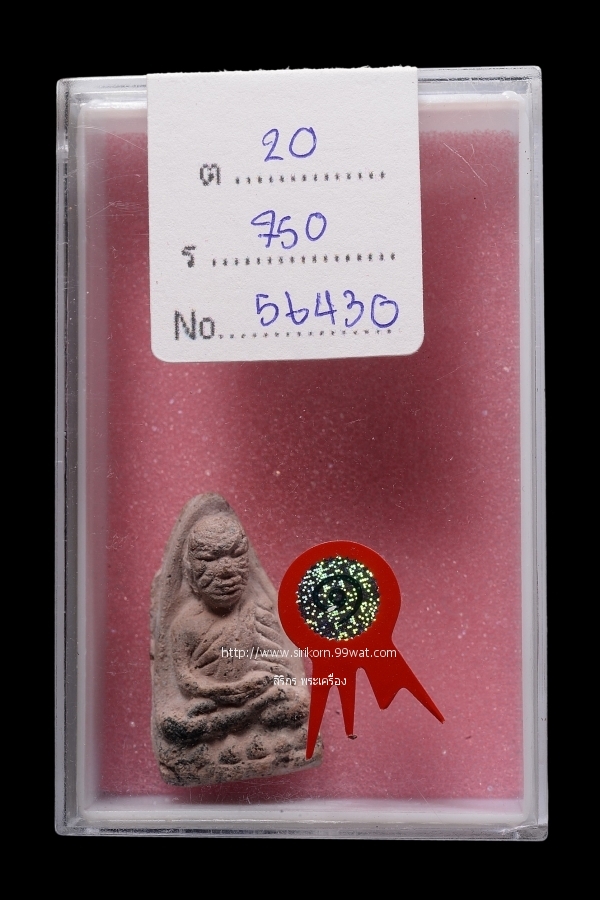 ต 20
ร 750
No 56430
http://www.sirikorn.99wat.com
สิริกร พระเครื่อง